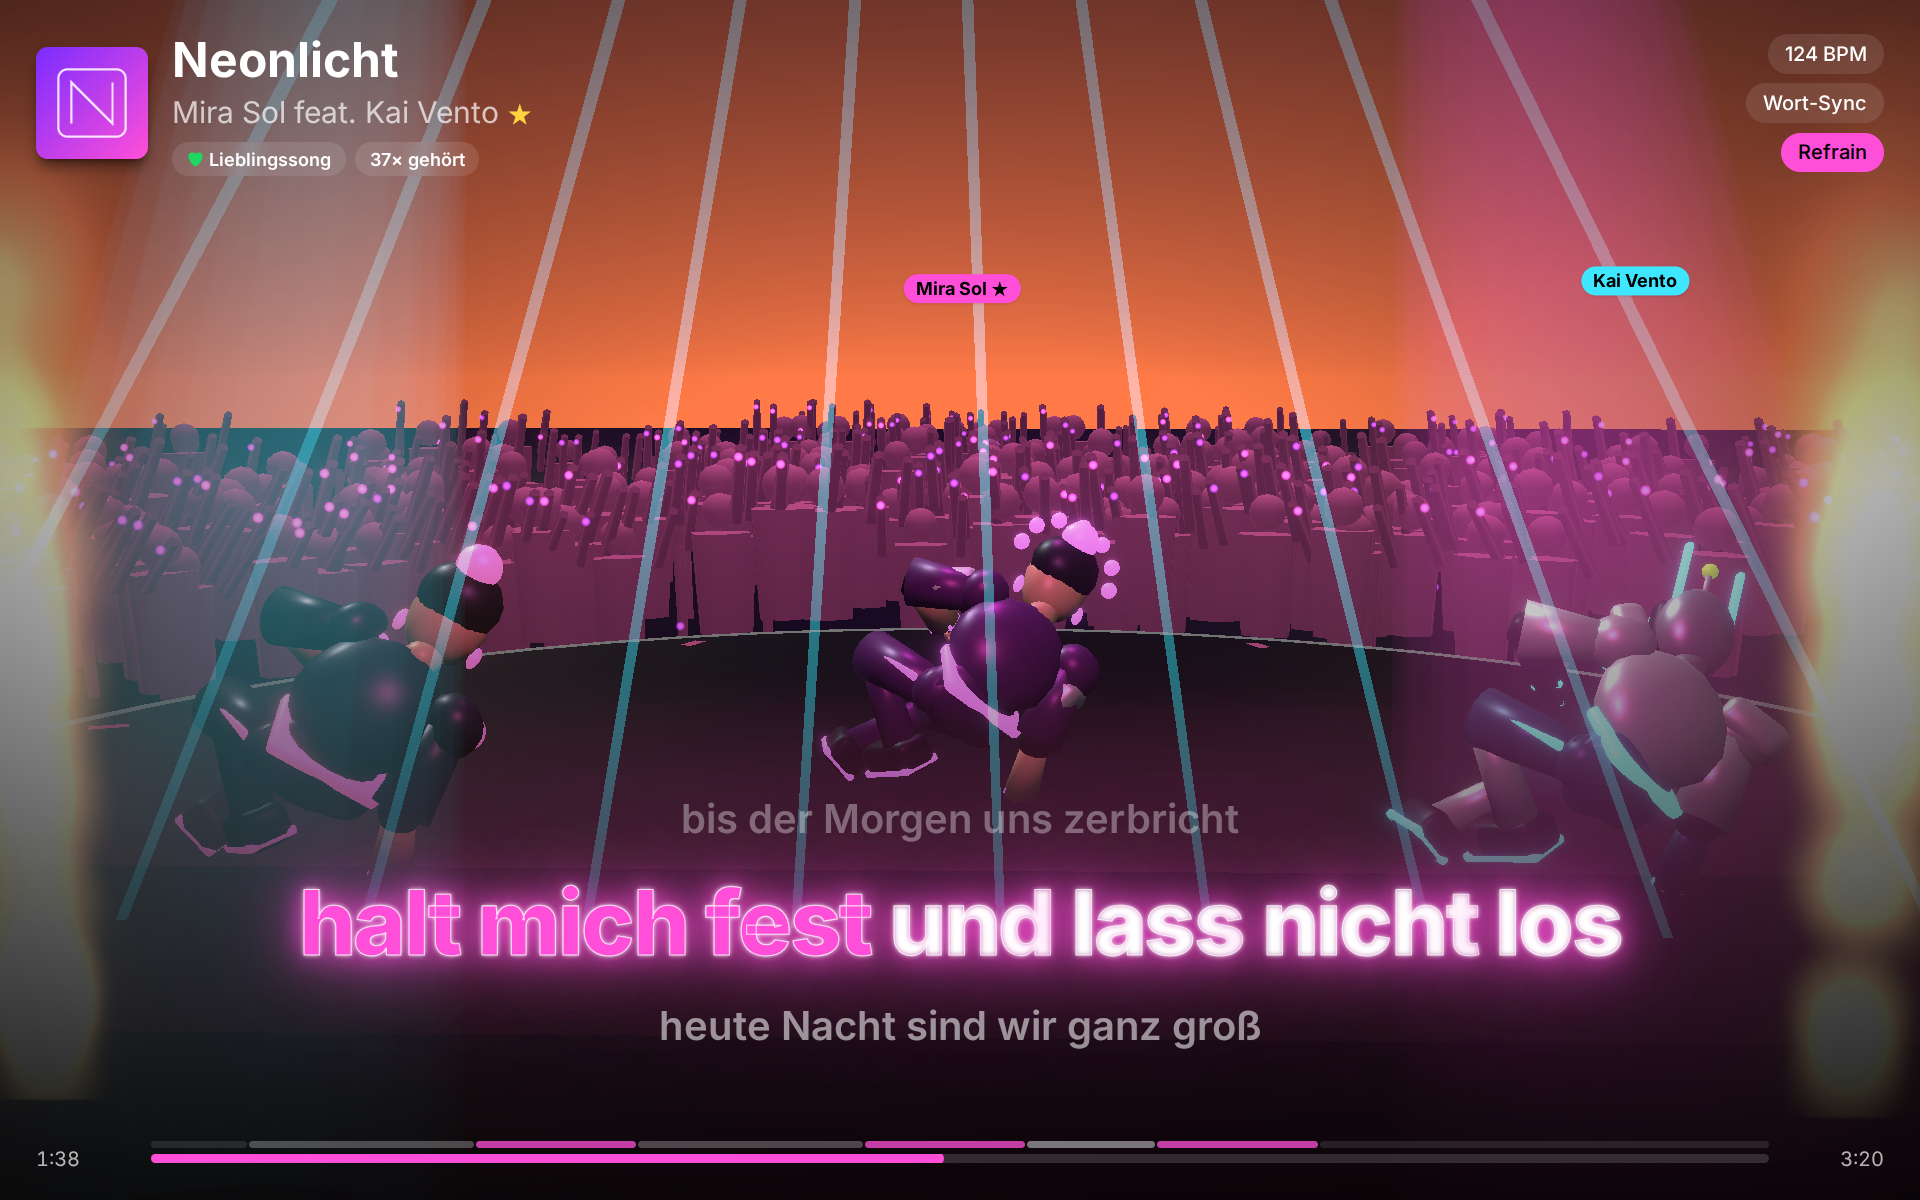 N
Neonlicht
Mira Sol feat. Kai Vento ★
Lieblingssong
37× gehört
124 BPM
Wort-Sync
Refrain
Mira Sol ★
Kai Vento
bis der Morgen uns zerbricht
halt mich fest und lass nicht los
heute Nacht sind wir ganz groß
1:38
3:20